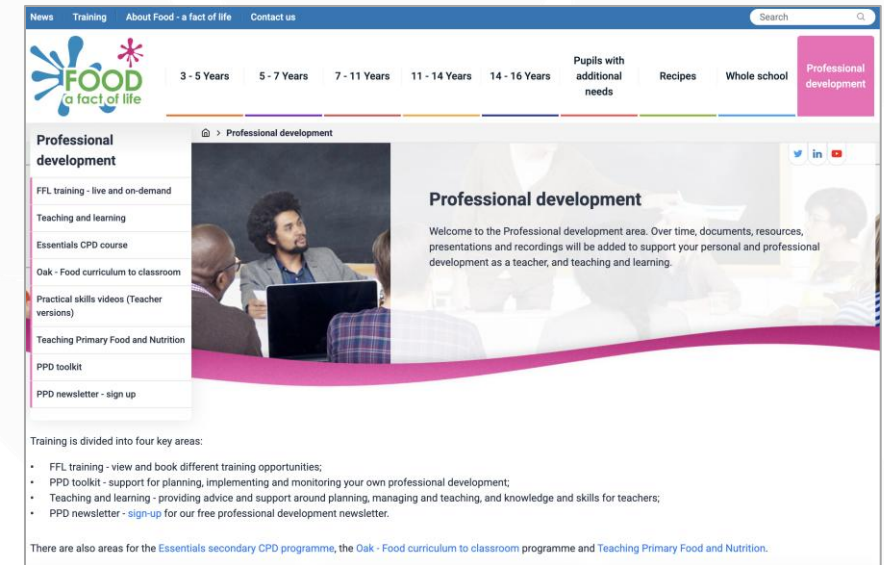 News Training About Food - a fact of life Contact us Search
FOOD
a fact of life
3 - 5 Years 5 - 7 Years 7 - 11 Years 11 - 14 Years 14 - 16 Years Pupils with additional needs Recipes Whole school Professional development
> Professional development
Professional
development
FFL training - live and on-demand
Teaching and learning
Essentials CPD course
Oak - Food curriculum to classroom
Practical skills videos (Teacher
versions)
Teaching Primary Food and Nutrition
PPD toolkit
PPD newsletter - sign up
in
Professional development
Welcome to the Professional development area. Over time, documents, resources,
presentations and recordings will be added to support your personal and professional
development as a teacher, and teaching and learning.
Training is divided into four key areas:
• FFL training - view and book different training opportunities;
• PPD toolkit - support for planning, implementing and monitoring your own professional development;
• Teaching and learning - providing advice and support around planning, managing and teaching, and knowledge and skills for teachers;
• PPD newsletter - sign-up for our free professional development newsletter.
There are also areas for the Essentials secondary CPD programme, the Oak - Food curriculum to classroom programme and Teaching Primary Food and Nutrition.